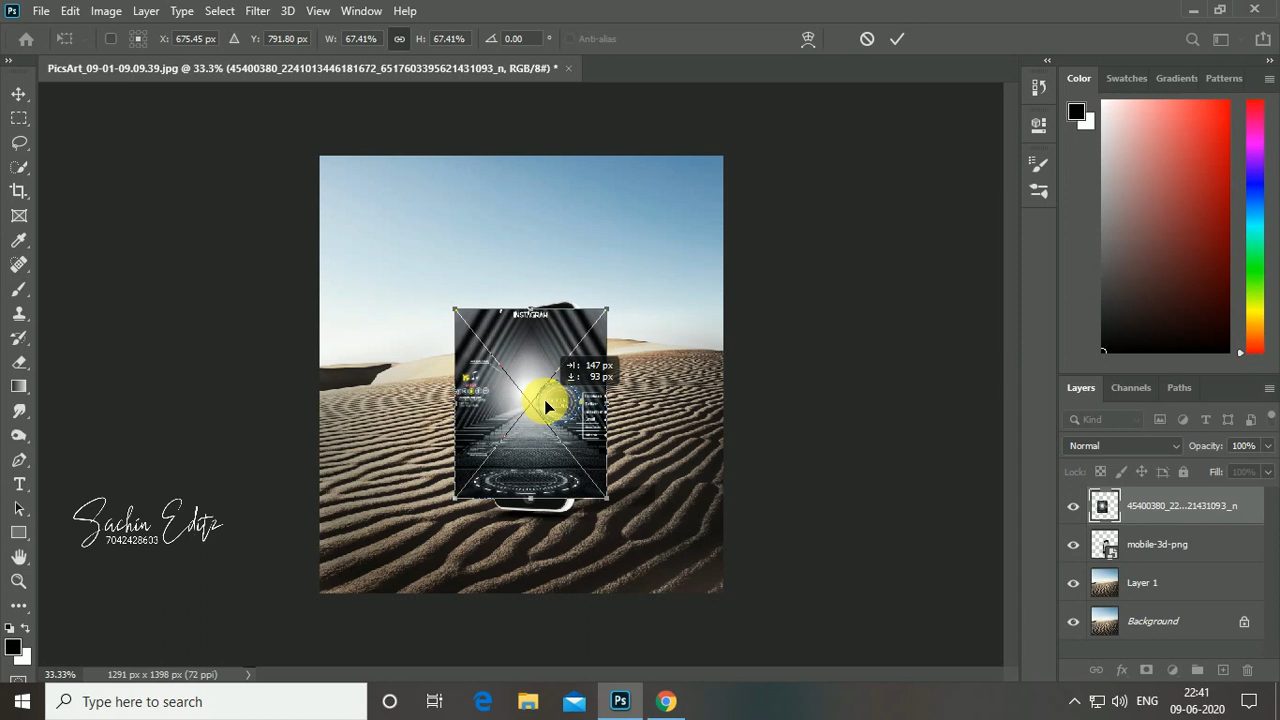 Ps File Edit Image Layer Type Select Filter 3D View Window Help
X: 675.45 px Y: 791.80 px W: 67.41% H: 67.41% 0.00 ° Anti-alias
PicsArt_09-01-09.09.39.jpg @ 33.3% (45400380_2241013446181672_6517603395621431093_n, RGB/8#) *
Color Swatches Gradients Patterns
INSTAGRAM
147 px
93 px
Sachin Editz
7042428603
Layers Channels Paths
Kind
Normal Opacity: 100%
Lock: Fill: 100%
45400380_22...21431093_n
mobile-3d-png
Layer 1
Background
33.33% 1291 px x 1398 px (72 ppi)
Type here to search
Ps
ENG
22:41
09-06-2020